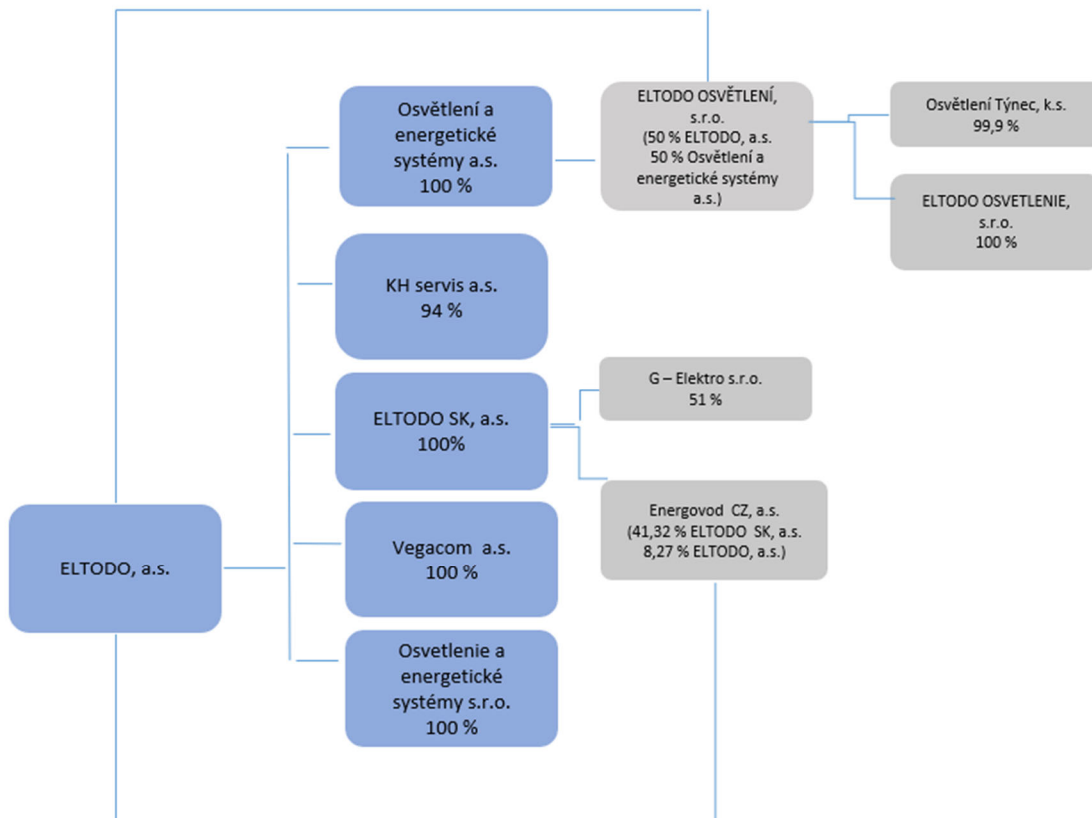 ELTODO, a.s.
Osvětlení a
energetické
systémy a.s.
100 %
KH servis a.s.
94 %
ELTODO SK, a.s.
100%
Vegacom a.s.
100 %
Osvetlenie a
energetické
systémy s.r.o.
100 %
ELTODO OSVĚTLENÍ,
s.r.o.
(50 % ELTODO, a.s.
50 % Osvětlení a
energetické systémy
a.s.)
G – Elektro s.r.o.
51 %
Energovod CZ, a.s.
(41,32 % ELTODO SK, a.s.
8,27 % ELTODO, a.s.)
Osvětlení Týnec, k.s.
99,9 %
ELTODO OSVETLENIE,
s.r.o.
100 %